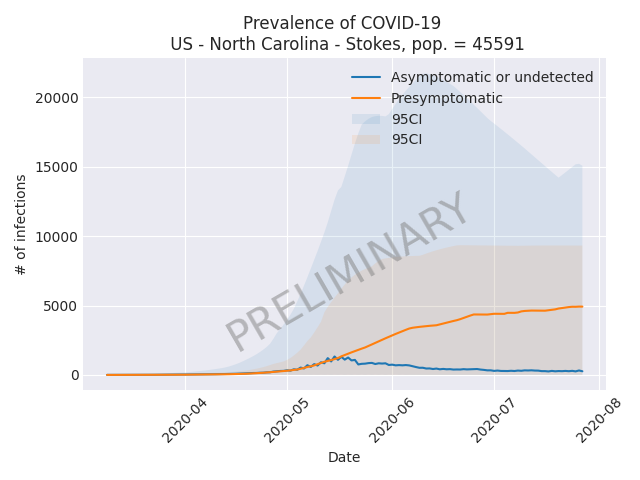 Prevalence of COVID-19
US - North Carolina - Stokes, pop. = 45591
Asymptomatic or undetected
Presymptomatic
95CI
95CI
20000
15000
10000
5000
0
# of infections
PRELIMINARY
2020-04
2020-05
2020-06
2020-07
2020-08
Date